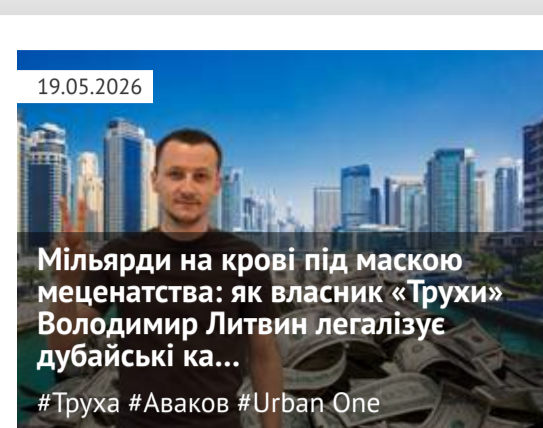 19.05.2026
Мільярди на крові під маскою
меценатства: як власник «Трухи»
Володимир Литвин легалізує
дубайські ка...
#Труха #Аваков #Urban One